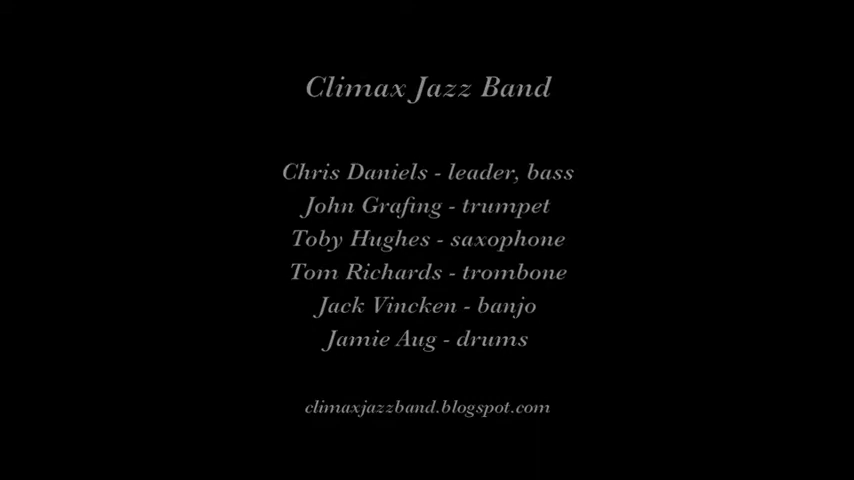 Climax Jazz Band
Chris Daniels - leader, bass
John Grafing - trumpet
Toby Hughes - saxophone
Tom Richards - trombone
Jack Vincken - banjo
Jamie Aug - drums
climaxjazzband.blogspot.com